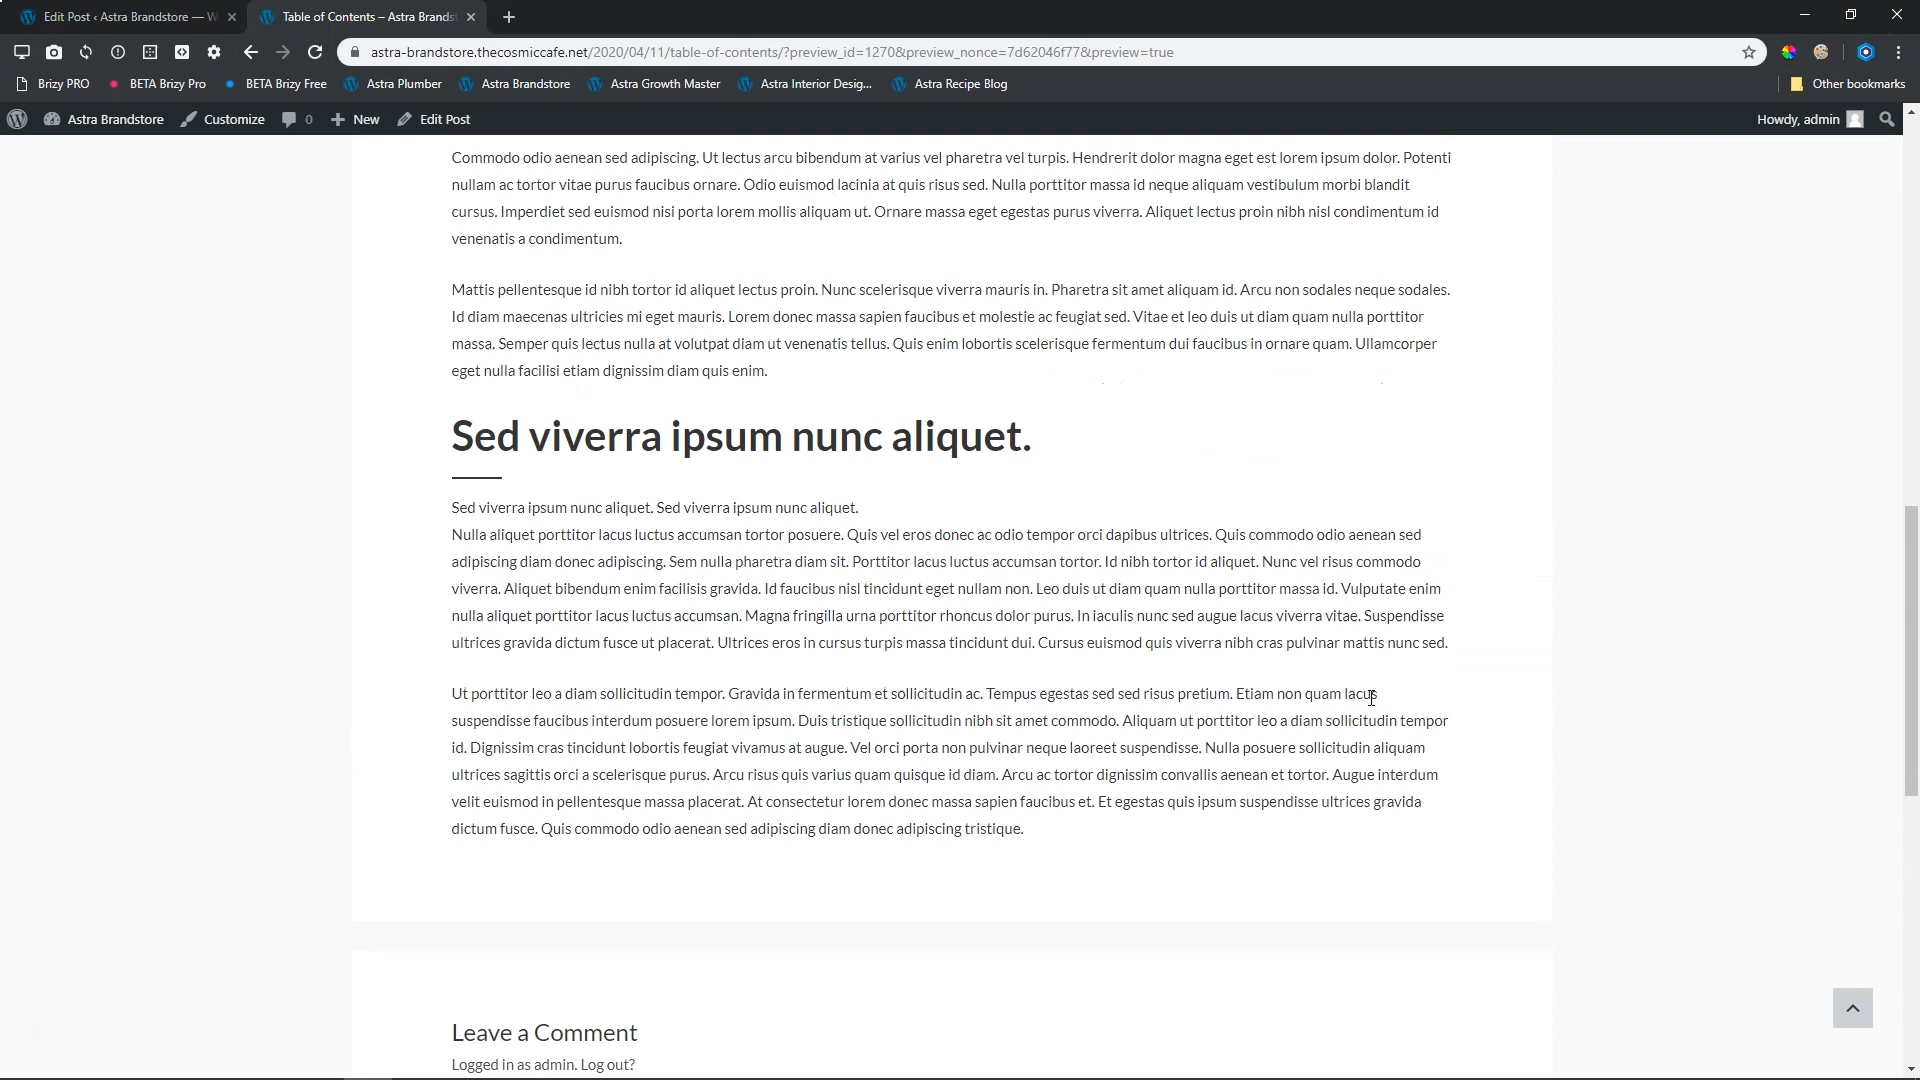 Edit Post ‹ Astra Brandstore — W
Table of Contents – Astra Brands
astra-brandstore.thecosmiccafe.net/2020/04/11/table-of-contents/?preview_id=1270&preview_nonce=7d62046f77&preview=true
Brizy PRO
BETA Brizy Pro
BETA Brizy Free
Astra Plumber
Astra Brandstore
Astra Growth Master
Astra Interior Desig...
Astra Recipe Blog
Other bookmarks
Astra Brandstore
Customize
0
New
Edit Post
Howdy, admin
Commodo odio aenean sed adipiscing. Ut lectus arcu bibendum at varius vel pharetra vel turpis. Hendrerit dolor magna eget est lorem ipsum dolor. Potenti
nullam ac tortor vitae purus faucibus ornare. Odio euismod lacinia at quis risus sed. Nulla porttitor massa id neque aliquam vestibulum morbi blandit
cursus. Imperdiet sed euismod nisi porta lorem mollis aliquam ut. Ornare massa eget egestas purus viverra. Aliquet lectus proin nibh nisl condimentum id
venenatis a condimentum.
Mattis pellentesque id nibh tortor id aliquet lectus proin. Nunc scelerisque viverra mauris in. Pharetra sit amet aliquam id. Arcu non sodales neque sodales.
Id diam maecenas ultricies mi eget mauris. Lorem donec massa sapien faucibus et molestie ac feugiat sed. Vitae et leo duis ut diam quam nulla porttitor
massa. Semper quis lectus nulla at volutpat diam ut venenatis tellus. Quis enim lobortis scelerisque fermentum dui faucibus in ornare quam. Ullamcorper
eget nulla facilisi etiam dignissim diam quis enim.
Sed viverra ipsum nunc aliquet.
Sed viverra ipsum nunc aliquet. Sed viverra ipsum nunc aliquet.
Nulla aliquet porttitor lacus luctus accumsan tortor posuere. Quis vel eros donec ac odio tempor orci dapibus ultrices. Quis commodo odio aenean sed
adipiscing diam donec adipiscing. Sem nulla pharetra diam sit. Porttitor lacus luctus accumsan tortor. Id nibh tortor id aliquet. Nunc vel risus commodo
viverra. Aliquet bibendum enim facilisis gravida. Id faucibus nisl tincidunt eget nullam non. Leo duis ut diam quam nulla porttitor massa id. Vulputate enim
nulla aliquet porttitor lacus luctus accumsan. Magna fringilla urna porttitor rhoncus dolor purus. In iaculis nunc sed augue lacus viverra vitae. Suspendisse
ultrices gravida dictum fusce ut placerat. Ultrices eros in cursus turpis massa tincidunt dui. Cursus euismod quis viverra nibh cras pulvinar mattis nunc sed.
Ut porttitor leo a diam sollicitudin tempor. Gravida in fermentum et sollicitudin ac. Tempus egestas sed sed risus pretium. Etiam non quam lacus
suspendisse faucibus interdum posuere lorem ipsum. Duis tristique sollicitudin nibh sit amet commodo. Aliquam ut porttitor leo a diam sollicitudin tempor
id. Dignissim cras tincidunt lobortis feugiat vivamus at augue. Vel orci porta non pulvinar neque laoreet suspendisse. Nulla posuere sollicitudin aliquam
ultrices sagittis orci a scelerisque purus. Arcu risus quis varius quam quisque id diam. Arcu ac tortor dignissim convallis aenean et tortor. Augue interdum
velit euismod in pellentesque massa placerat. At consectetur lorem donec massa sapien faucibus et. Et egestas quis ipsum suspendisse ultrices gravida
dictum fusce. Quis commodo odio aenean sed adipiscing diam donec adipiscing tristique.
Leave a Comment
Logged in as admin. Log out?